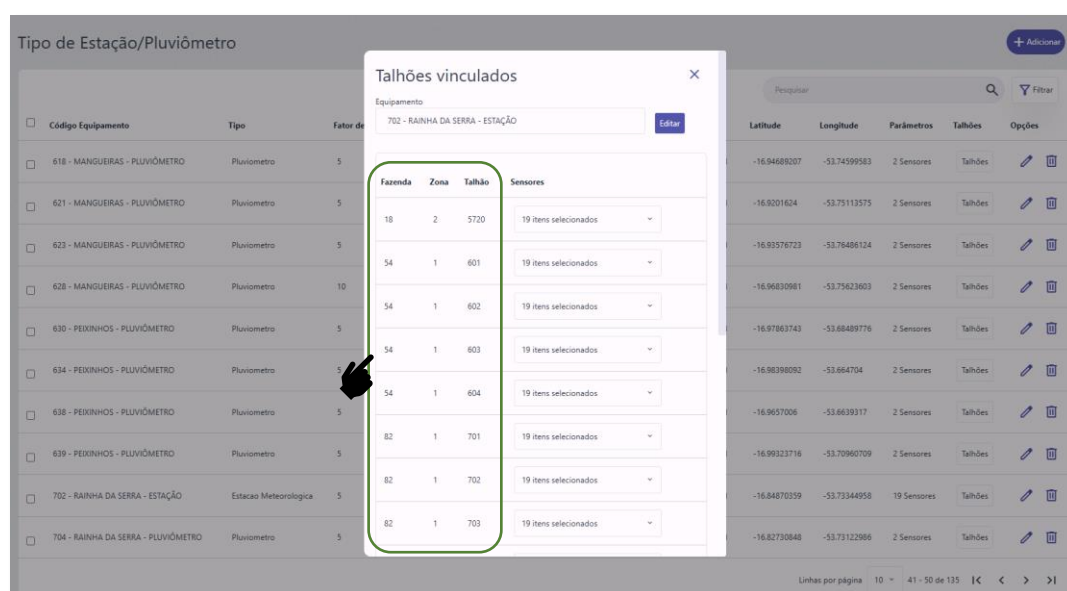 Tipo de Estação/Pluviômetro
+ Adicionar
Talhões vinculados ×
Equipamento
702 - RAINHA DA SERRA - ESTAÇÃO Editar
Pesquisar Filtrar
Código Equipamento Tipo Fator de Latitude Longitude Parâmetros Talhões Opções
Fazenda Zona Talhão Sensores
18 2 5720 19 itens selecionados
54 1 601 19 itens selecionados
54 1 602 19 itens selecionados
54 1 603 19 itens selecionados
54 1 604 19 itens selecionados
82 1 701 19 itens selecionados
82 1 702 19 itens selecionados
82 1 703 19 itens selecionados
618 - MANGUEIRAS - PLUVIÔMETRO Pluviometro 5 -16.94689207 -53.74599583 2 Sensores Talhões
621 - MANGUEIRAS - PLUVIÔMETRO Pluviometro 5 -16.9201624 -53.75113575 2 Sensores Talhões
623 - MANGUEIRAS - PLUVIÔMETRO Pluviometro 5 -16.93576723 -53.76486124 2 Sensores Talhões
628 - MANGUEIRAS - PLUVIÔMETRO Pluviometro 10 -16.96830981 -53.75623603 2 Sensores Talhões
630 - PEIXINHOS - PLUVIÔMETRO Pluviometro 5 -16.97863743 -53.68489776 2 Sensores Talhões
634 - PEIXINHOS - PLUVIÔMETRO Pluviometro 5 -16.98398092 -53.664704 2 Sensores Talhões
638 - PEIXINHOS - PLUVIÔMETRO Pluviometro 5 -16.9657006 -53.6639317 2 Sensores Talhões
639 - PEIXINHOS - PLUVIÔMETRO Pluviometro 5 -16.99323716 -53.70960709 2 Sensores Talhões
702 - RAINHA DA SERRA - ESTAÇÃO Estacao Meteorologica 5 -16.84870359 -53.73344958 19 Sensores Talhões
704 - RAINHA DA SERRA - PLUVIÔMETRO Pluviometro 5 -16.82730848 -53.73122986 2 Sensores Talhões
Linhas por página 10 41 - 50 de 135